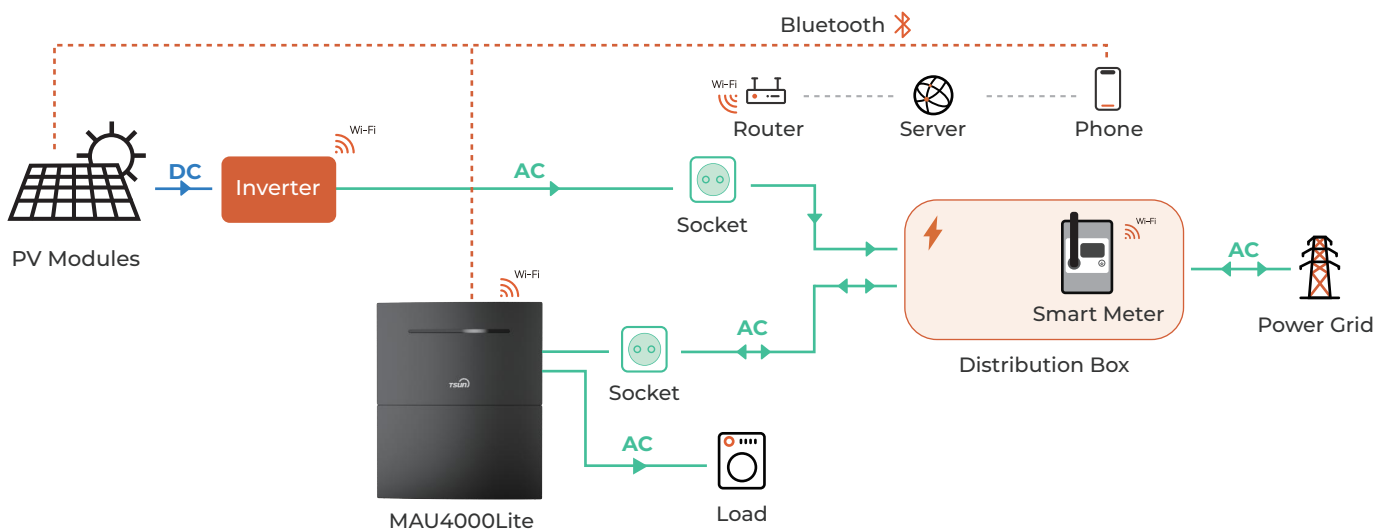 Bluetooth
Wi-Fi
Router
Server
Phone
Wi-Fi
DC
Inverter
AC
Socket
PV Modules
Wi-Fi
Smart Meter
AC
Power Grid
Distribution Box
Wi-Fi
TSUN
AC
Socket
AC
Load
MAU4000Lite